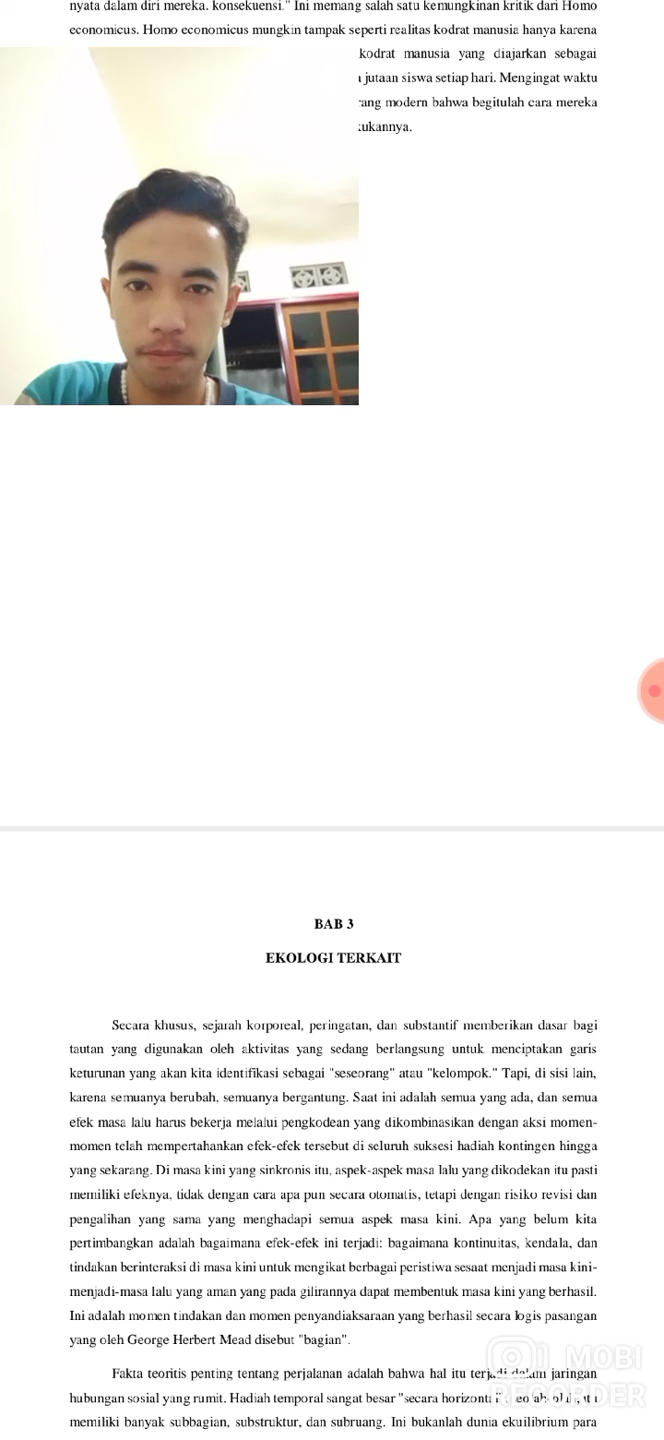 nyata dalam diri mereka. konsekuensi." Ini memang salah satu kemungkinan kritik dari Homo
economicus. Homo economicus mungkin tampak seperti realitas kodrat manusia hanya karena
kodrat manusia yang diajarkan sebagai
jutaan siswa setiap hari. Mengingat waktu
modern bahwa begitulah cara mereka
BAB 3
EKOLOGI TERKAIT
Secara khusus, sejarah korporeal, peringatan, dan substantif memberikan dasar bagi
tautan yang digunakan oleh aktivitas yang sedang berlangsung untuk menciptakan garis
keturunan yang akan kita identifikasi sebagai "seseorang" atau "kelompok." Tapi, di sisi lain,
karena semuanya berubah, semuanya bergantung. Saat ini adalah semua yang ada, dan semua
efek masa lalu harus bekerja melalui pengkodean yang dikombinasikan dengan aksi momen-
momen telah mempertahankan efek-efek tersebut di seluruh suksesi hadiah kontingen hingga
yang sekarang. Di masa kini yang sinkronis itu, aspek-aspek masa lalu yang dikodekan itu pasti
memiliki efeknya, tidak dengan cara apa pun secara otomatis, tetapi dengan risiko revisi dan
pengalihan yang sama yang menghadapi semua aspek masa kini. Apa yang belum kita
pertimbangkan adalah bagaimana efek-efek ini terjadi: bagaimana kontinuitas, kendala, dan
tindakan berinteraksi di masa kini untuk mengikat berbagai peristiwa sesaat menjadi masa kini-
menjadi-masa lalu yang aman yang pada gilirannya dapat membentuk masa kini yang berhasil.
Ini adalah momen tindakan dan momen penyandiaksaraan yang berhasil secara logis pasangan
yang oleh George Herbert Mead disebut "bagian".
Fakta teoritis penting tentang perjalanan adalah bahwa hal itu terjadi dalam jaringan
hubungan sosial yang rumit. Hadiah temporal sangat besar "secara
memiliki banyak subbagian, substruktur, dan subruang. Ini bukanlah dunia ekuilibrium para
MOBI
RECORDER